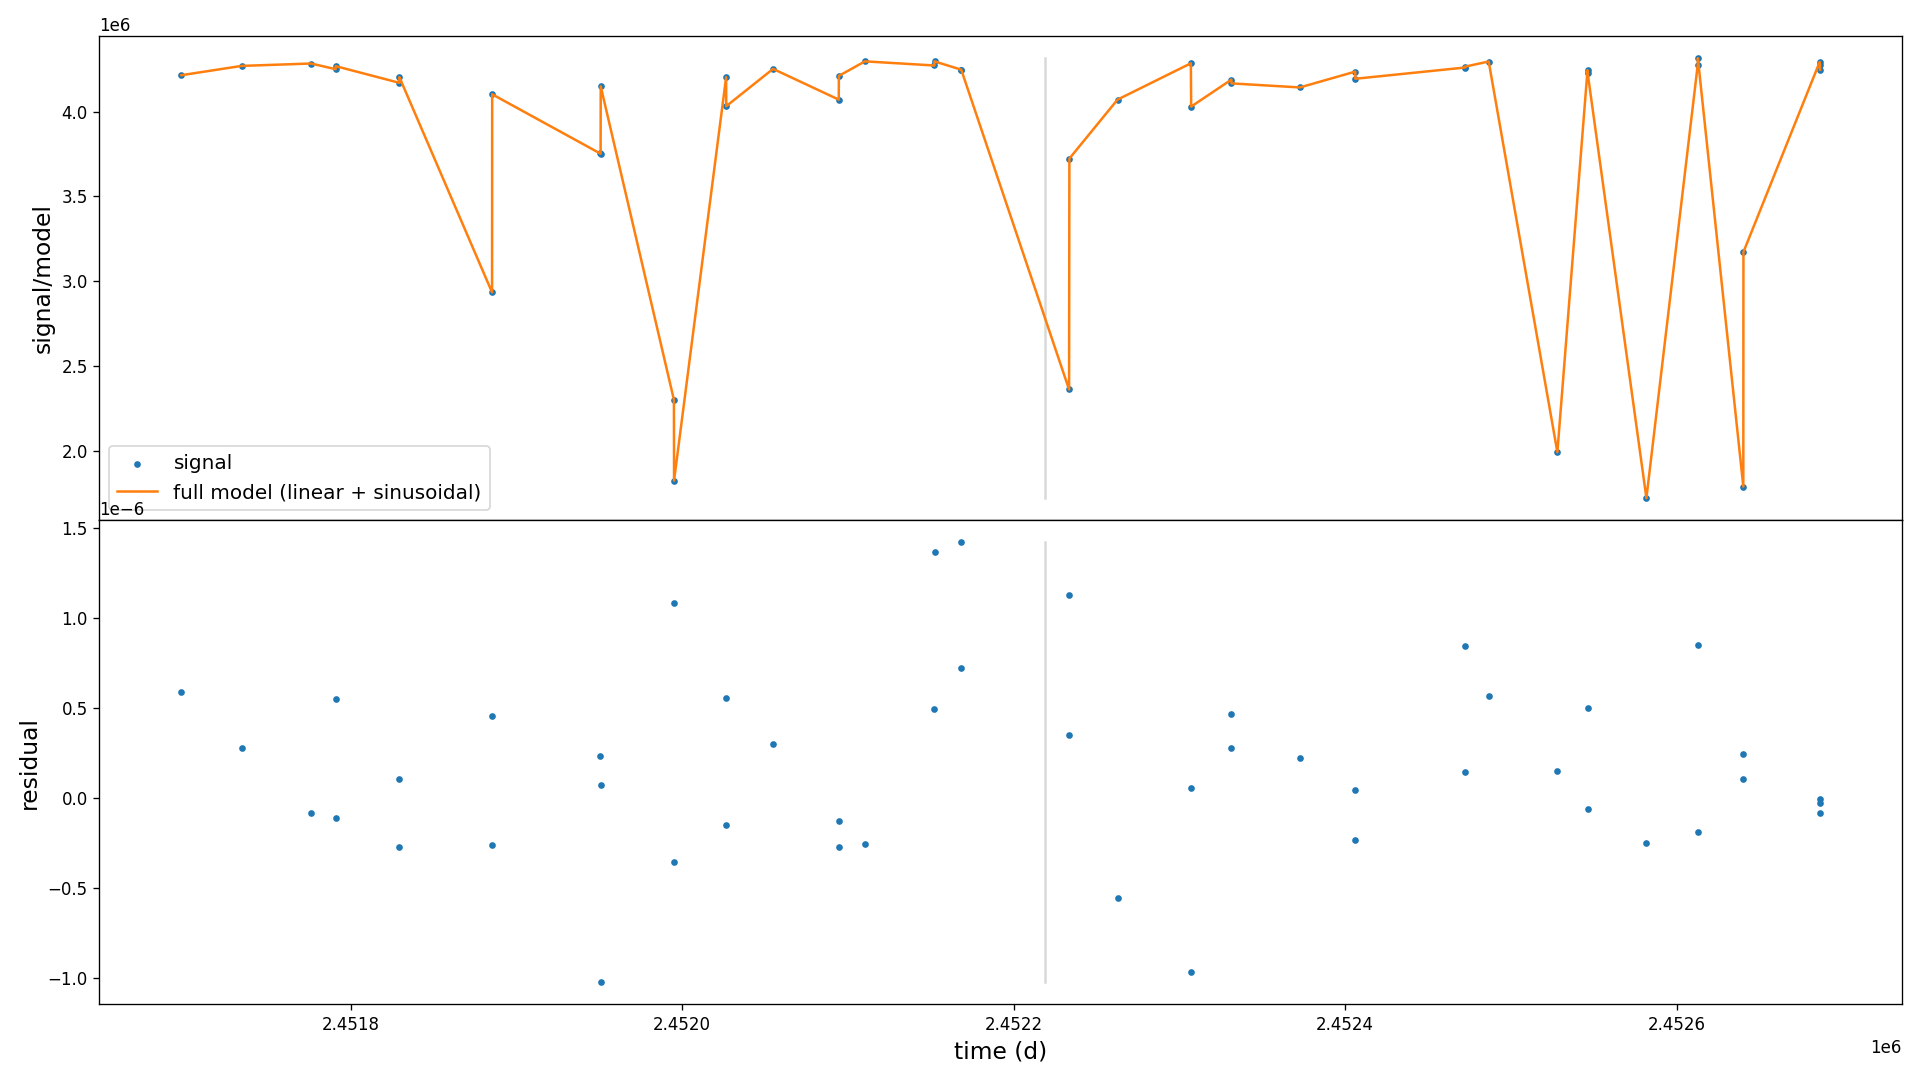 1e6
4.0
3.5
3.0
2.5
2.0
signal/model
signal
full model (linear + sinusoidal)
1e−6
1.5
1.0
0.5
0.0
−0.5
−1.0
residual
2.4518
2.4520
2.4522
2.4524
2.4526
time (d)
1e6